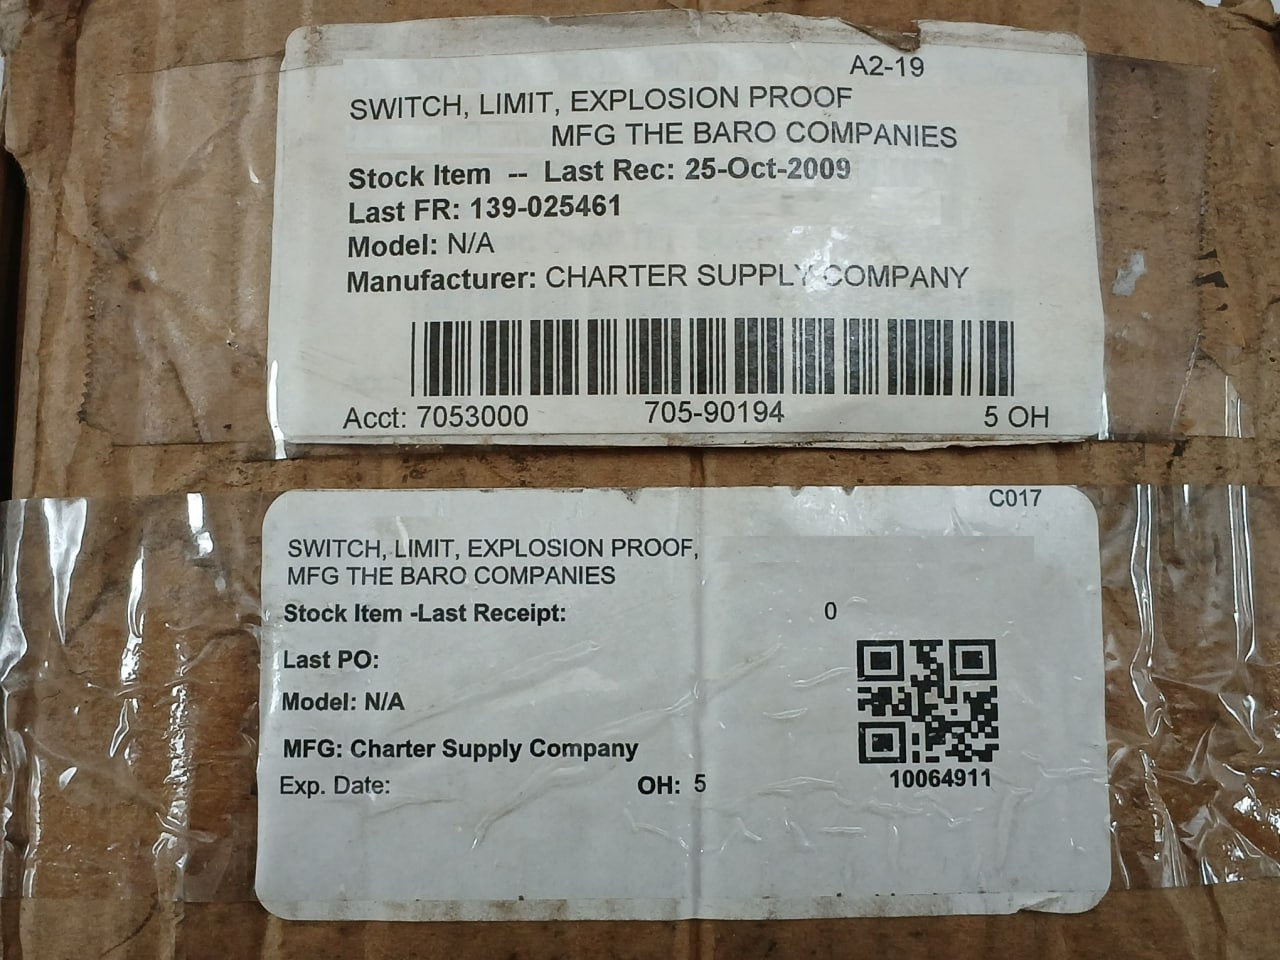 A2-19
SWITCH, LIMIT, EXPLOSION PROOF
MFG THE BARO COMPANIES
Stock Item -- Last Rec: 25-Oct-2009
Last FR: 139-025461
Model: N/A
Manufacturer: CHARTER SUPPLY COMPANY
Acct: 7053000 705-90194 5 OH
C017
SWITCH, LIMIT, EXPLOSION PROOF,
MFG THE BARO COMPANIES
Stock Item -Last Receipt: 0
Last PO:
Model: N/A
MFG: Charter Supply Company
10064911
Exp. Date: OH: 5